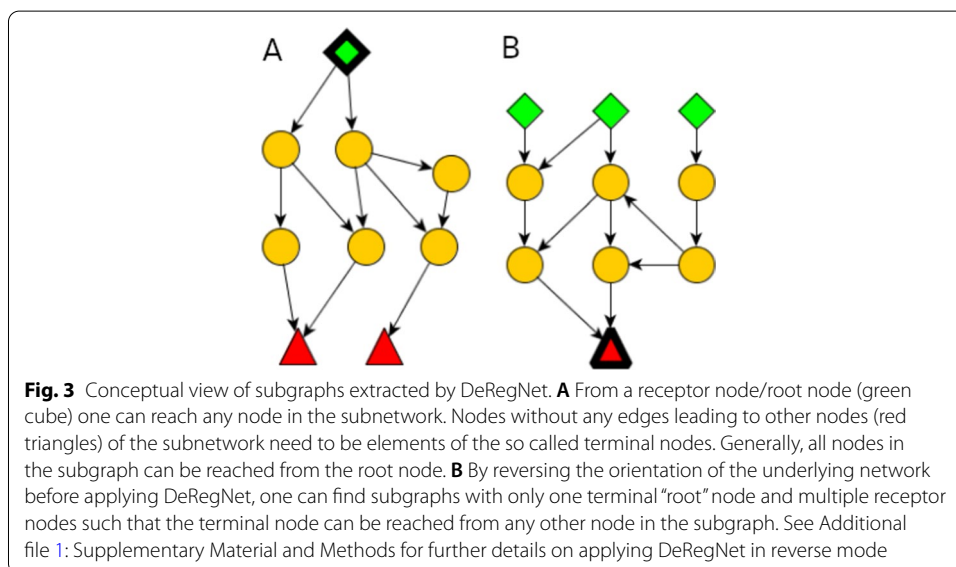 A
B
Fig. 3 Conceptual view of subgraphs extracted by DeRegNet. A From a receptor node/root node (green
cube) one can reach any node in the subnetwork. Nodes without any edges leading to other nodes (red
triangles) of the subnetwork need to be elements of the so called terminal nodes. Generally, all nodes in
the subgraph can be reached from the root node. B By reversing the orientation of the underlying network
before applying DeRegNet, one can find subgraphs with only one terminal “root” node and multiple receptor
nodes such that the terminal node can be reached from any other node in the subgraph. See Additional
file 1: Supplementary Material and Methods for further details on applying DeRegNet in reverse mode